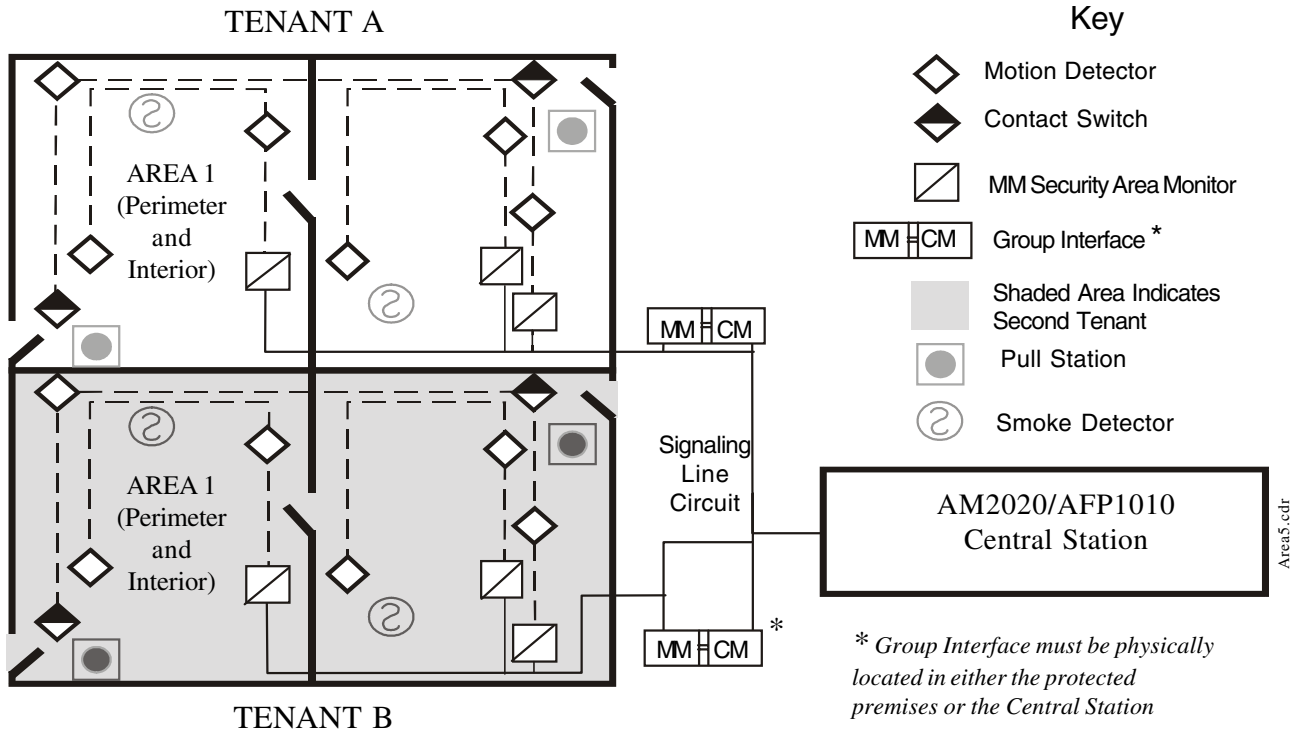 TENANT A
Key
Motion Detector
Contact Switch
MM Security Area Monitor
MM CM
Group Interface *
Shaded Area Indicates
Second Tenant
Pull Station
Smoke Detector
AREA 1
(Perimeter
and
Interior)
MM CM
AREA 1
(Perimeter
and
Interior)
Signaling
Line
Circuit
AM2020/AFP1010
Central Station
Area5.cdr
MM CM
*
* Group Interface must be physically
located in either the protected
premises or the Central Station
TENANT B